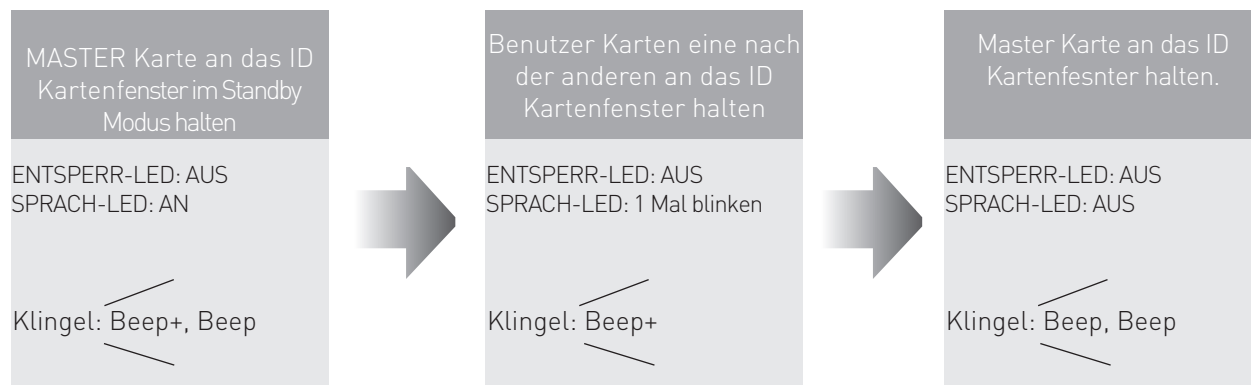 MASTER Karte an das ID
Kartenfenster im Standby
Modus halten
ENTSPERR-LED: AUS
SPRACH-LED: AN
Klingel: Beep+, Beep
Benutzer Karten eine nach
der anderen an das ID
Kartenfenster halten
ENTSPERR-LED: AUS
SPRACH-LED: 1 Mal blinken
Klingel: Beep+
Master Karte an das ID
Kartenfesnter halten.
ENTSPERR-LED: AUS
SPRACH-LED: AUS
Klingel: Beep, Beep